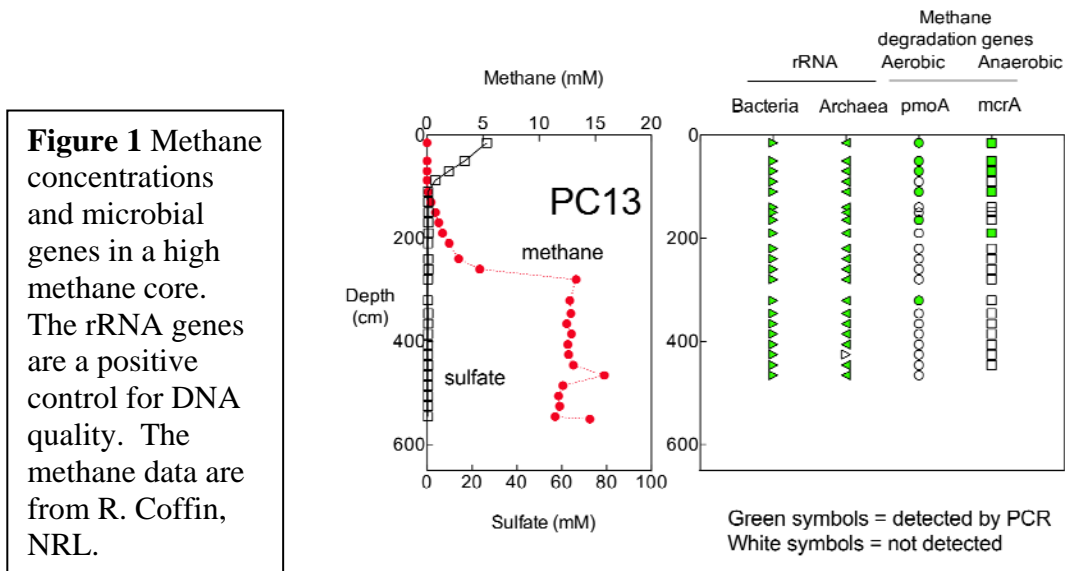 Figure 1 Methane
concentrations
and microbial
genes in a high
methane core.
The rRNA genes
are a positive
control for DNA
quality. The
methane data are
from R. Coffin,
NRL.
Methane (mM)
0 5 10 15 20
0
200
400
600
Depth
(cm)
PC13
methane
sulfate
0 20 40 60 80 100
Sulfate (mM)
Methane
degradation genes
rRNA Aerobic Anaerobic
Bacteria Archaea pmoA mcrA
0
200
400
600
Green symbols = detected by PCR
White symbols = not detected